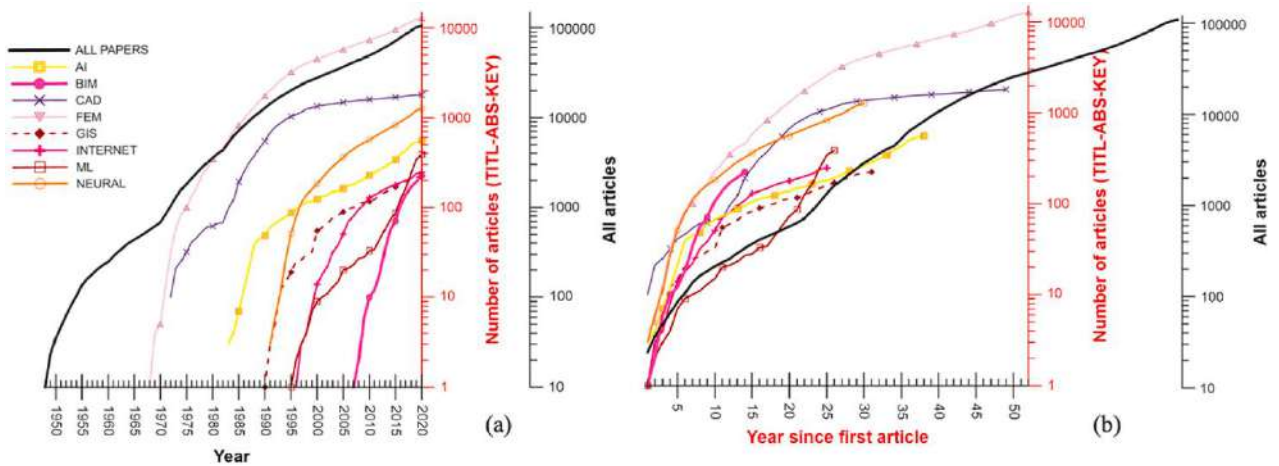 ALL PAPERS
AI
BIM
CAD
FEM
GIS
INTERNET
ML
NEURAL
10000
1000
100
10
1
Number of articles (TITL-ABS-KEY)
100000
10000
1000
100
10
All articles
1950
1955
1960
1965
1970
1975
1980
1985
1990
1995
2000
2005
2010
2015
2020
Year
(a)
10000
1000
100
10
1
Number of articles (TITL-ABS-KEY)
100000
10000
1000
100
10
All articles
5
10
15
20
25
30
35
40
45
50
Year since first article
(b)